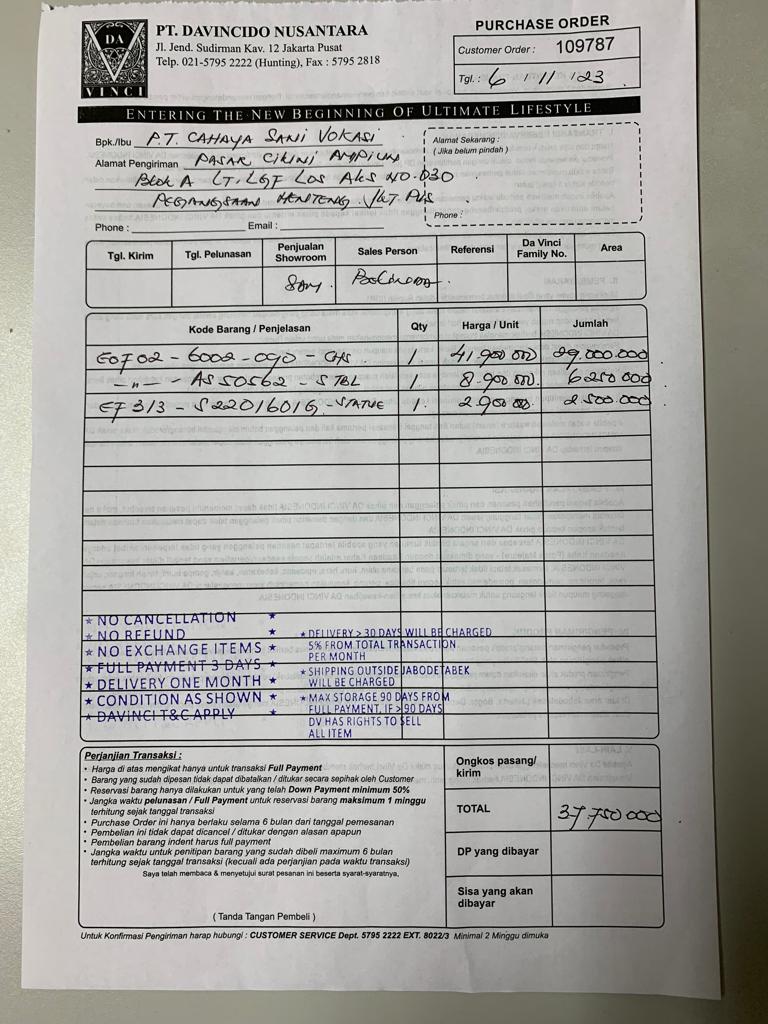 DA
VINCI
PT. DAVINCIDO NUSANTARA
Jl. Jend. Sudirman Kav. 12 Jakarta Pusat
Telp. 021-5795 2222 (Hunting), Fax : 5795 2818
PURCHASE ORDER
Customer Order : 109787
Tgl. : 6 / 11 / 23
ENTERING THE NEW BEGINNING OF ULTIMATE LIFESTYLE
Bpk./Ibu P.T. CAHAYA SANI VOKASI
Alamat Pengiriman PASAR CIKINI AMPIUM
Blok A LT. LGF LOS AKS NO. 030
PEGANGSAAN MENTENG JKT PUS
Phone : Email :
Alamat Sekarang :
( Jika belum pindah )
Phone :
Tgl. Kirim Tgl. Pelunasan Penjualan Showroom Sales Person Referensi Da Vinci Family No. Area
Kode Barang / Penjelasan Qty Harga / Unit Jumlah
EOF02 - 6002 - 090 - CHS 1. 41.900 000 29.000.000
-"- - AS 50562 - S TBL 1 8.900 000. 6 250 000
EF 313 - S2201601G - STATUE 1. 2.900 000. 2.500.000
★ NO CANCELLATION ★
★ NO REFUND ★
★ NO EXCHANGE ITEMS ★
★ FULL PAYMENT 3 DAYS ★
★ DELIVERY ONE MONTH ★
★ CONDITION AS SHOWN ★
★ DAVINCI T&C APPLY ★
★ DELIVERY > 30 DAYS WILL BE CHARGED
5% FROM TOTAL TRANSACTION
PER MONTH
★ SHIPPING OUTSIDE JABODETABEK
WILL BE CHARGED
★ MAX STORAGE 90 DAYS FROM
FULL PAYMENT, IF > 90 DAYS
DV HAS RIGHTS TO SELL
ALL ITEM
Perjanjian Transaksi :
• Harga di atas mengikat hanya untuk transaksi Full Payment
• Barang yang sudah dipesan tidak dapat dibatalkan / ditukar secara sepihak oleh Customer
• Reservasi barang hanya dilakukan untuk yang telah Down Payment minimum 50%
• Jangka waktu pelunasan / Full Payment untuk reservasi barang maksimum 1 minggu
terhitung sejak tanggal transaksi
• Purchase Order ini hanya berlaku selama 6 bulan dari tanggal pemesanan
• Pembelian ini tidak dapat dicancel / ditukar dengan alasan apapun
• Pembelian barang indent harus full payment
• Jangka waktu untuk penitipan barang yang sudah dibeli maximum 6 bulan
terhitung sejak tanggal transaksi (kecuali ada perjanjian pada waktu transaksi)
Saya telah membaca & menyetujui surat pesanan ini beserta syarat-syaratnya,
( Tanda Tangan Pembeli )
Ongkos pasang/
kirim
TOTAL 37.750 000
DP yang dibayar
Sisa yang akan
dibayar
Untuk Konfirmasi Pengiriman harap hubungi : CUSTOMER SERVICE Dept. 5795 2222 EXT. 8022/3 Minimal 2 Minggu dimuka